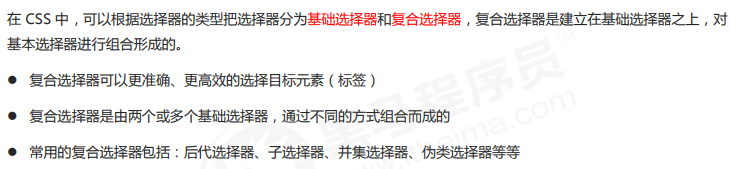 在 CSS 中，可以根据选择器的类型把选择器分为基础选择器和复合选择器，复合选择器是建立在基础选择器之上，对
基本选择器进行组合形成的。
● 复合选择器可以更准确、更高效的选择目标元素（标签）
● 复合选择器是由两个或多个基础选择器，通过不同的方式组合而成的
● 常用的复合选择器包括：后代选择器、子选择器、并集选择器、伪类选择器等等
黑马程序员™